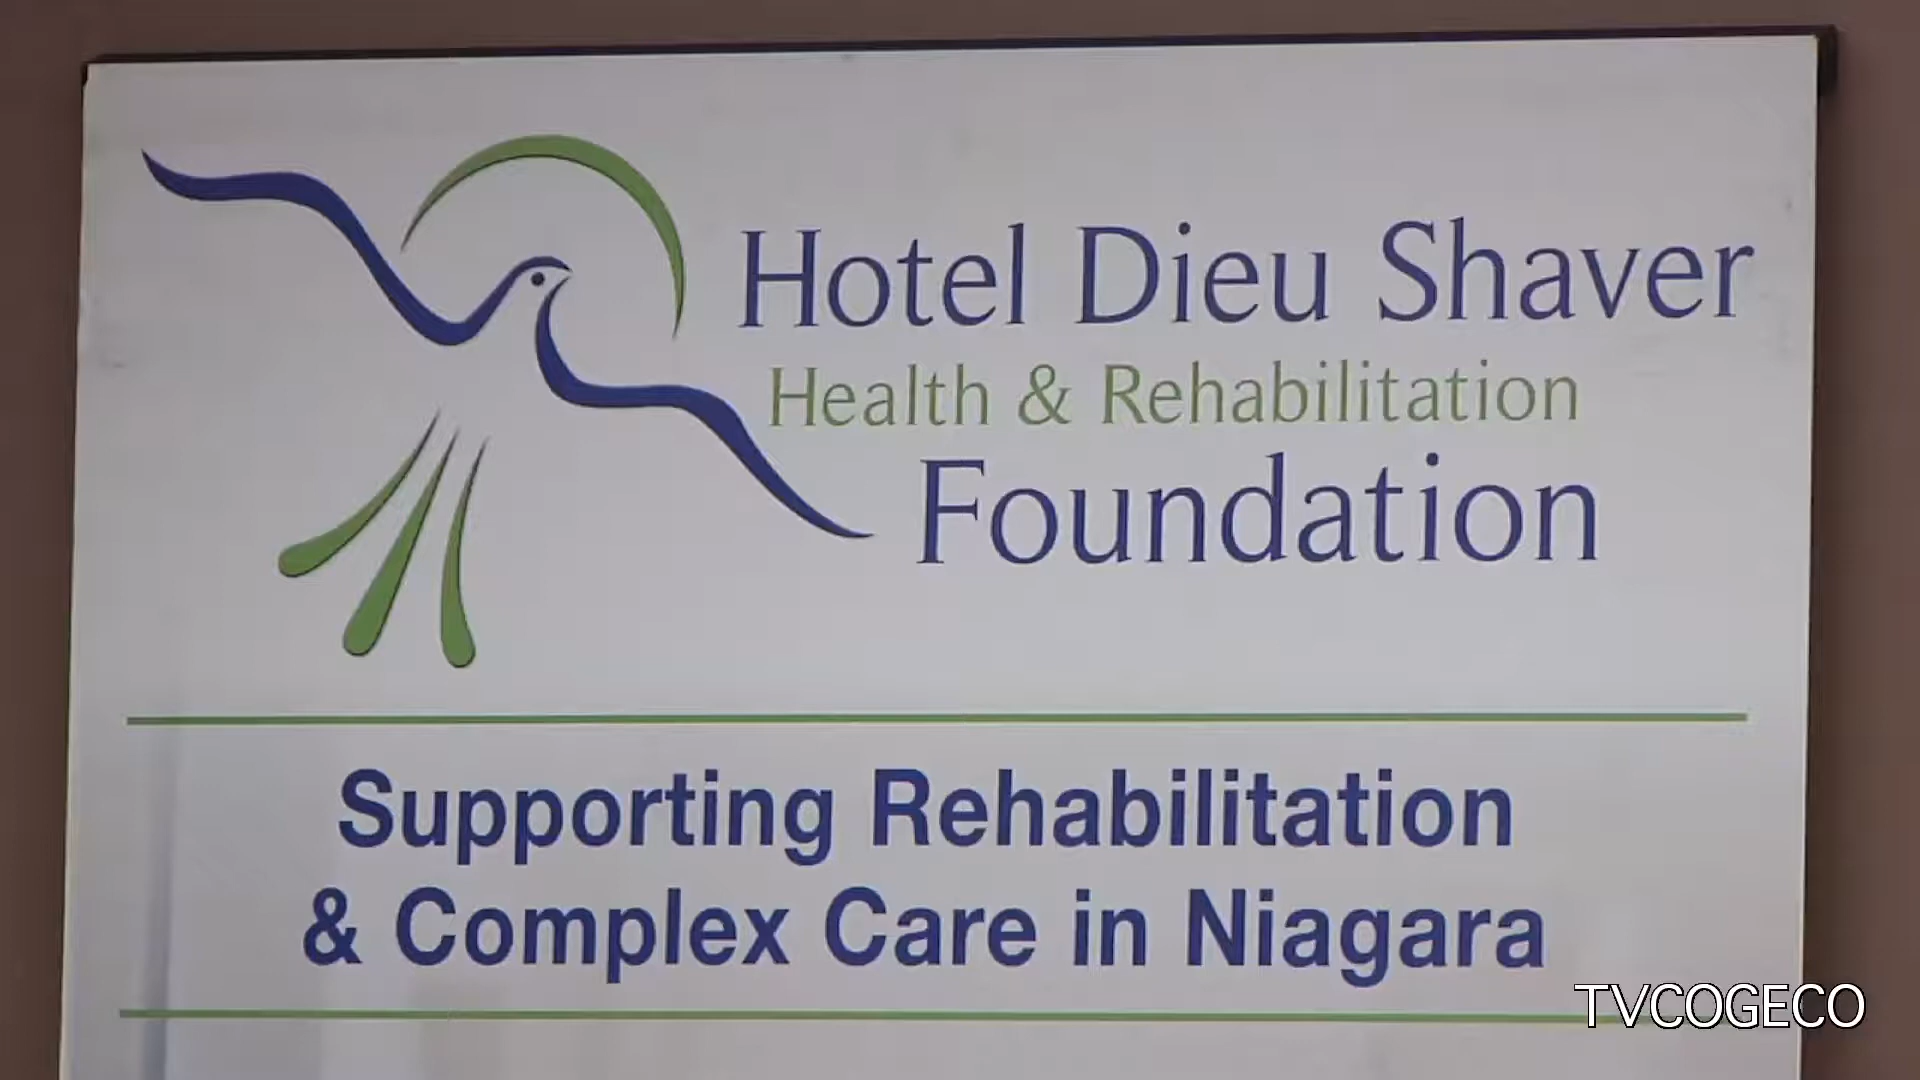 Hotel Dieu Shaver
Health & Rehabilitation
Foundation
Supporting Rehabilitation
& Complex Care in Niagara
TVCOGECO